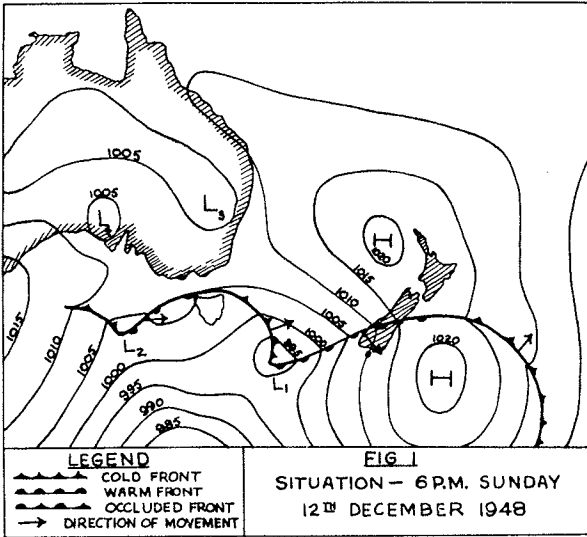 1005
1005
L
L3
H
1020
1015
1010
1005
1000
995
L1
L2
1015
1010
1005
1000
995
990
985
1020
H
LEGEND
COLD FRONT
WARM FRONT
OCCLUDED FRONT
DIRECTION OF MOVEMENT
FIG 1
SITUATION – 6 P.M. SUNDAY
12TH DECEMBER 1948